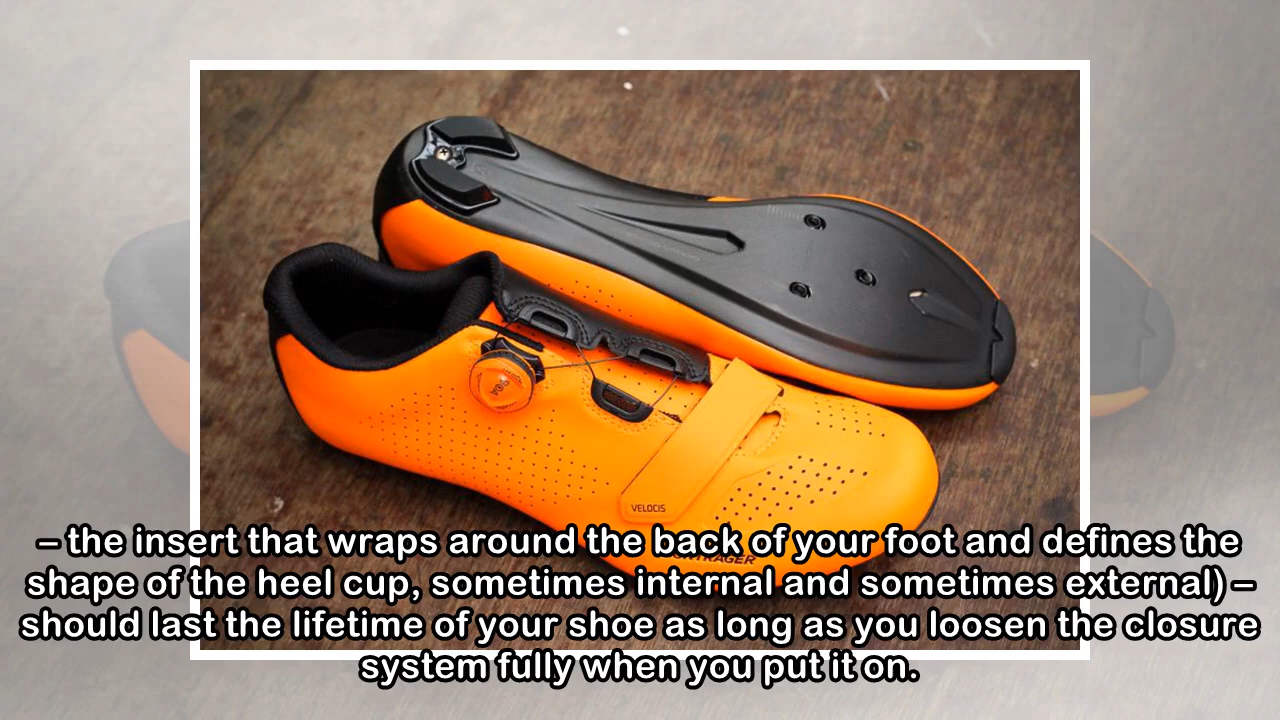 VELOCIS
– the insert that wraps around the back of your foot and defines the
shape of the heel cup, sometimes internal and sometimes external) –
should last the lifetime of your shoe as long as you loosen the closure
system fully when you put it on.